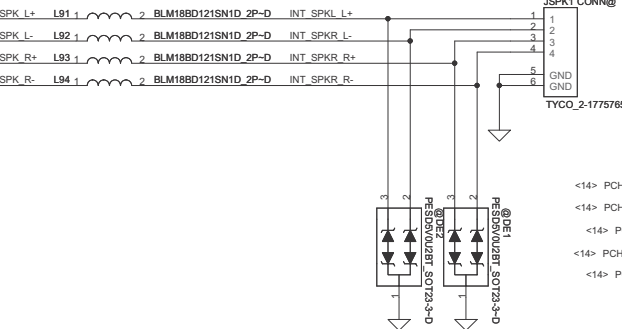 JSPK1 CONN@
SPK_L+ L91 1 2 BLM18BD121SN1D_2P~D INT_SPKL_L+ 1 1
SPK_L- L92 1 2 BLM18BD121SN1D_2P~D INT_SPKR_L- 2 2
SPK_R+ L93 1 2 BLM18BD121SN1D_2P~D INT_SPKR_R+ 3 3
SPK_R- L94 1 2 BLM18BD121SN1D_2P~D INT_SPKR_R- 4 4
5 GND
6 GND
TYCO_2-1775765
<14> PCH
<14> PCH
<14> P
<14> PCH
<14> P
3 2 3 2
@DE2
PESD5V0U2BT_SOT23-3~D
@DE1
PESD5V0U2BT_SOT23-3~D
1 1